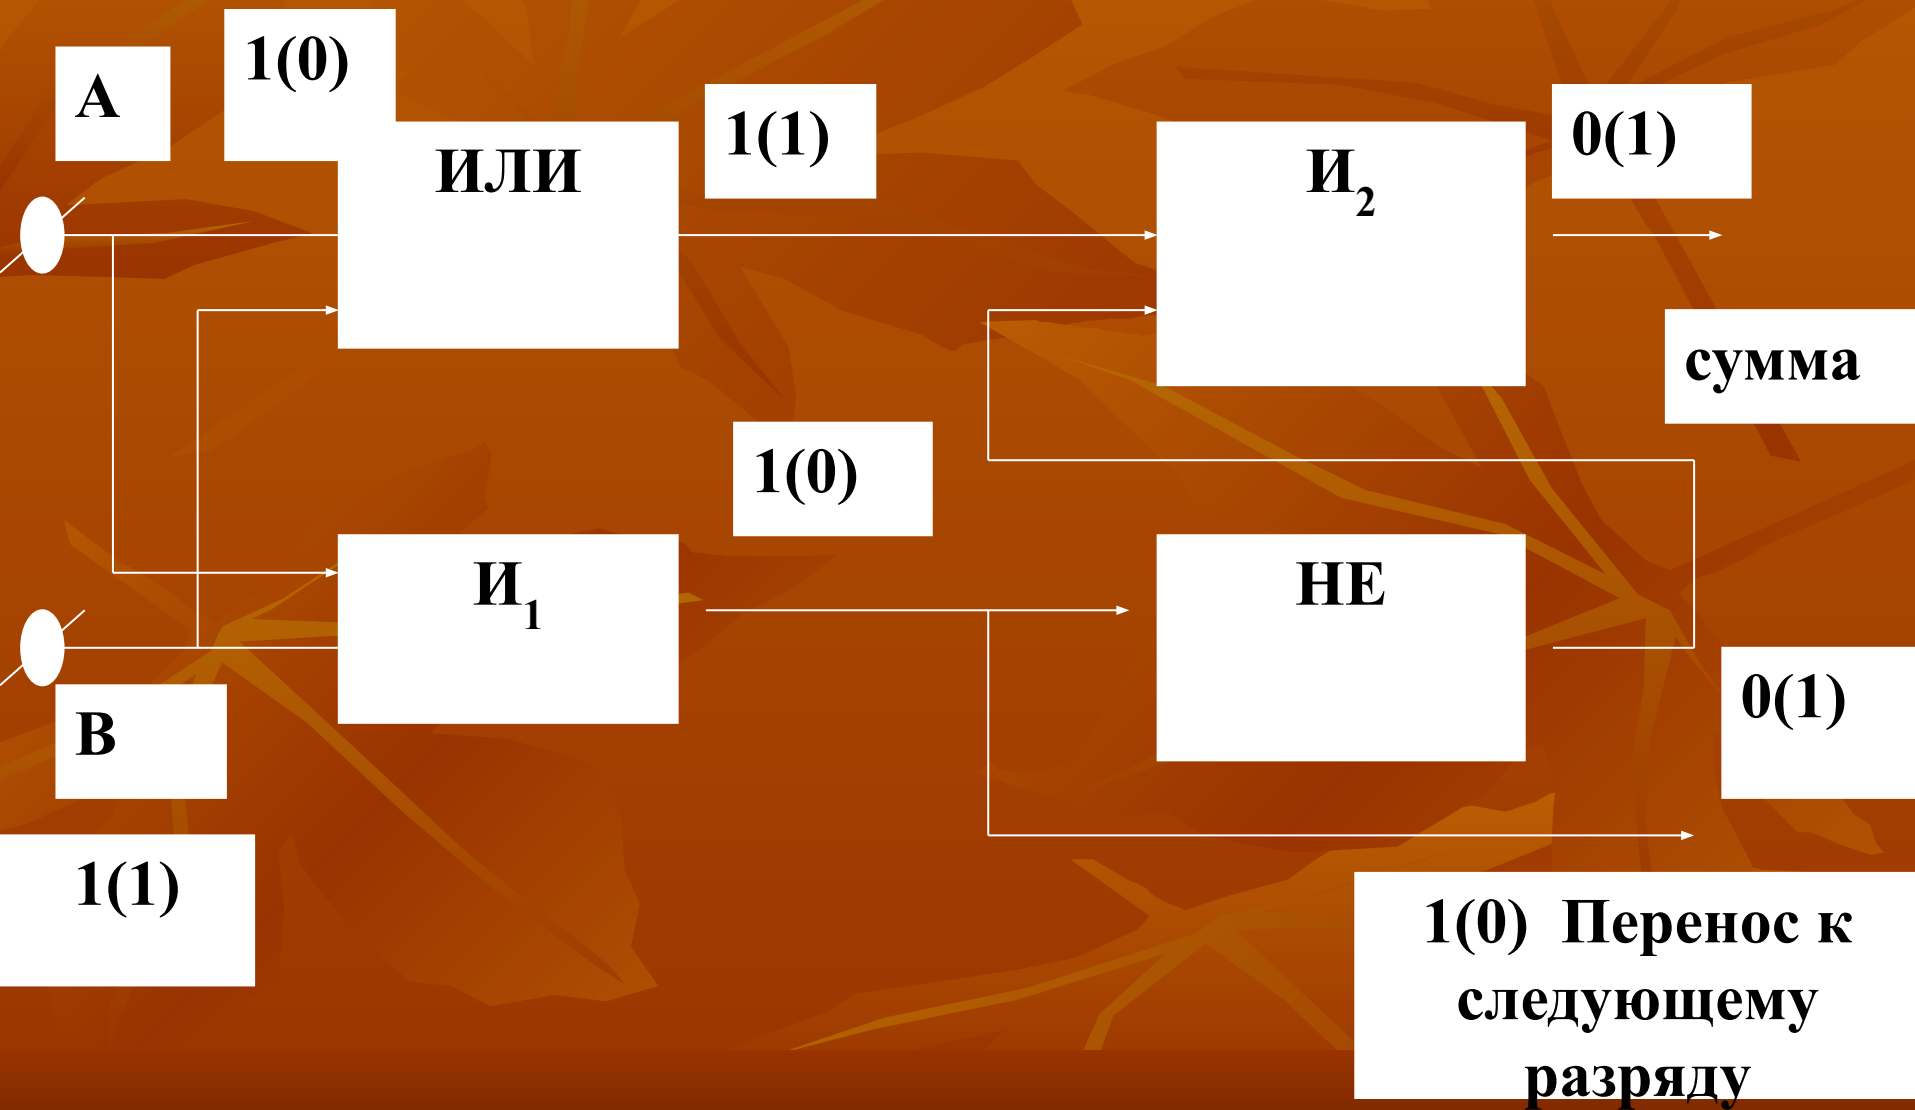 А
1(0)
ИЛИ
1(1)
И2
0(1)
сумма
1(0)
И1
НЕ
0(1)
В
1(1)
1(0) Перенос к
следующему
разряду